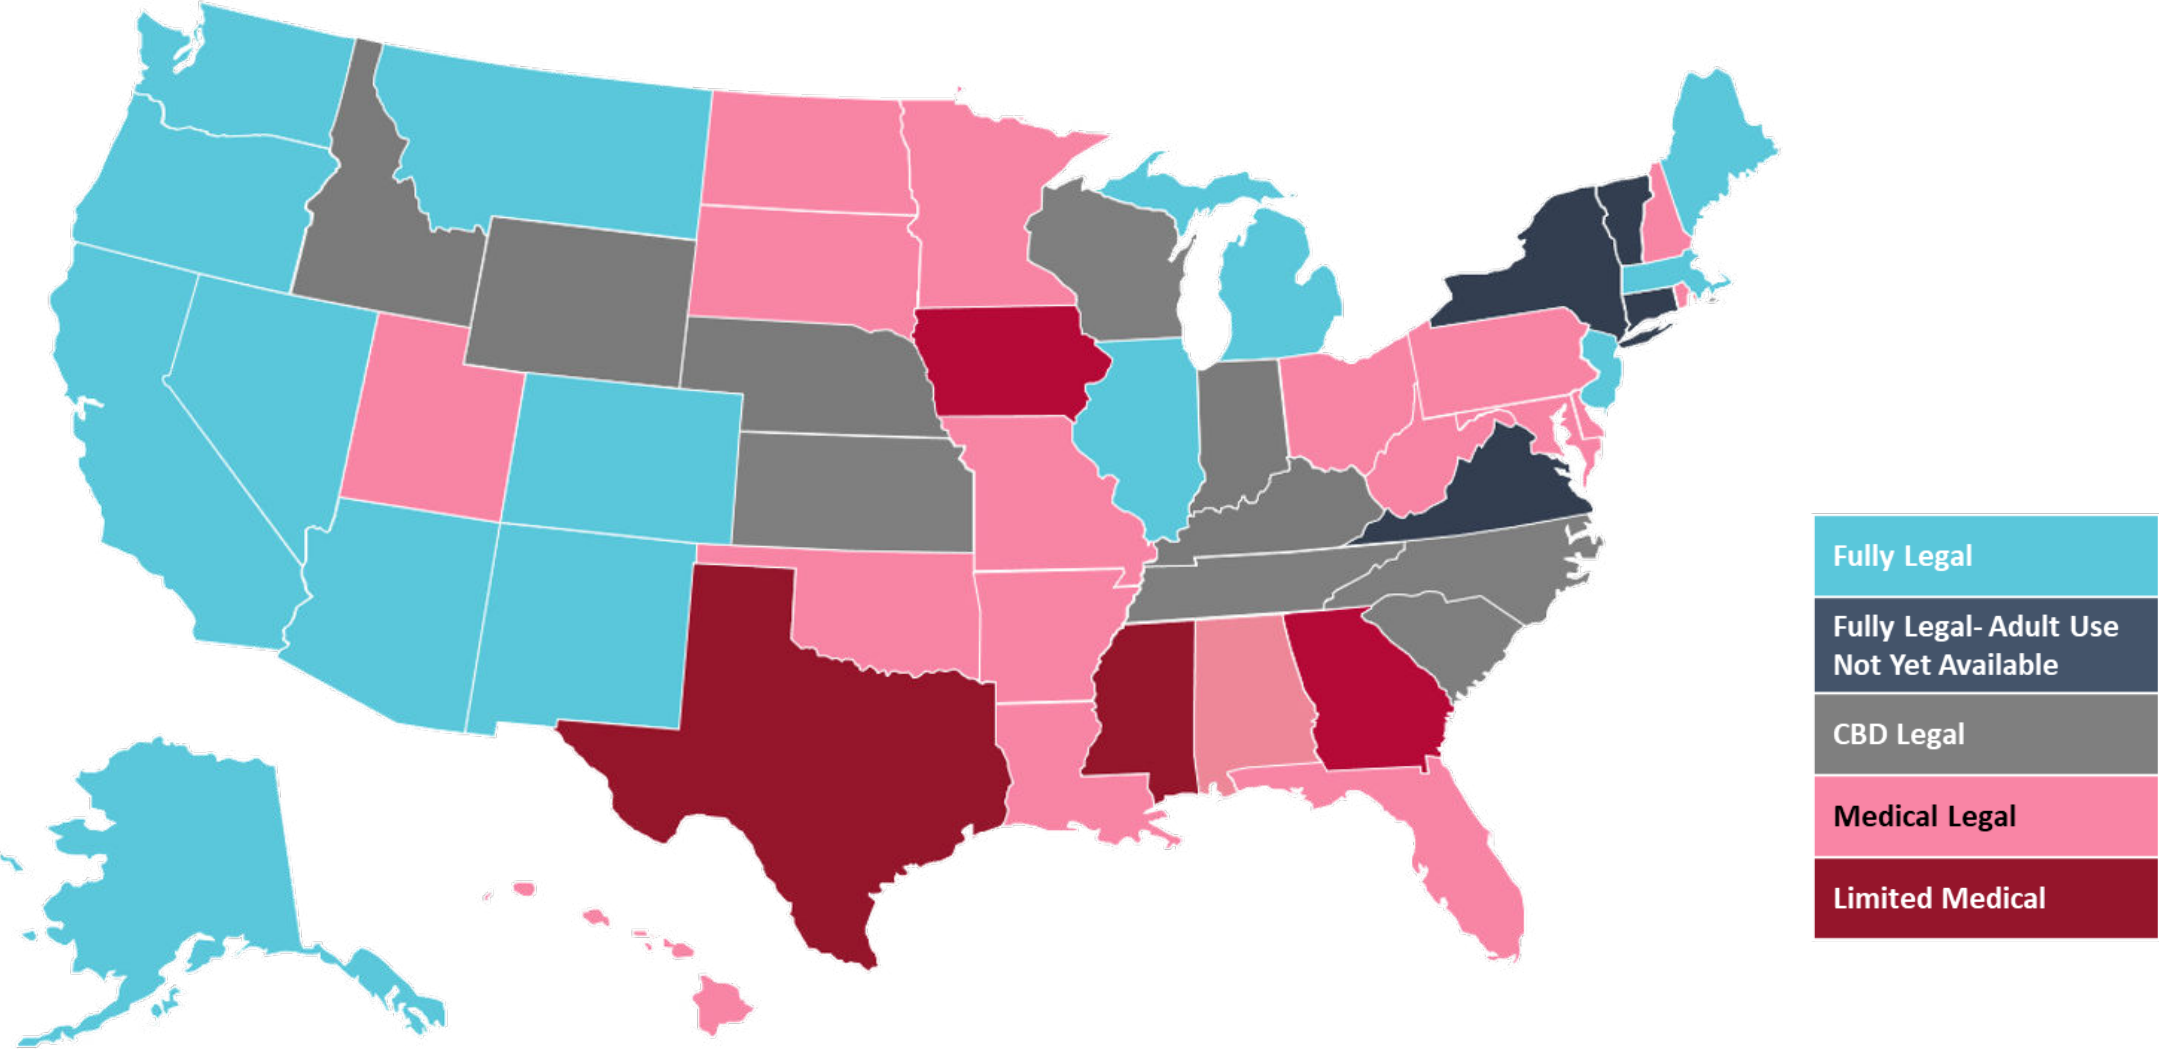 Fully Legal
Fully Legal- Adult Use
Not Yet Available
CBD Legal
Medical Legal
Limited Medical